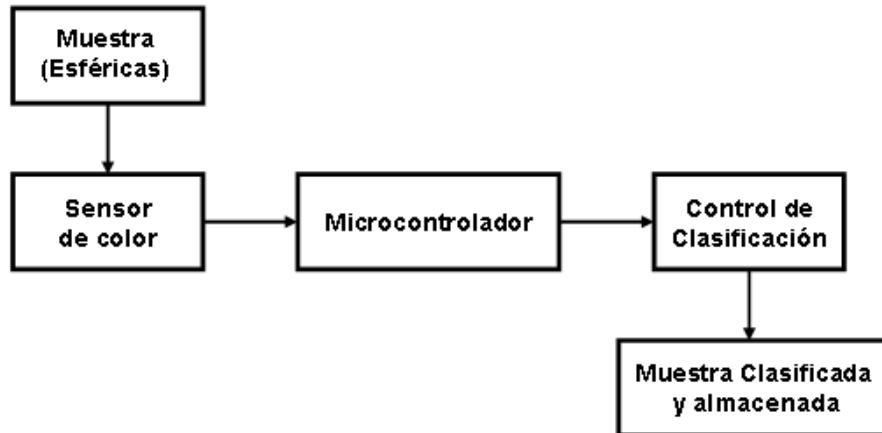 Muestra
(Esféricas)
Sensor
de color
Microcontrolador
Control de
Clasificación
Muestra Clasificada
y almacenada